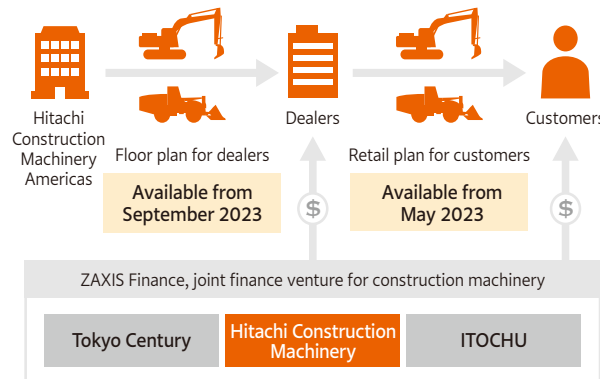 Hitachi
Construction
Machinery
Americas
Dealers
Customers
Floor plan for dealers
Available from
September 2023
Retail plan for customers
Available from
May 2023
$
$
ZAXIS Finance, joint finance venture for construction machinery
Tokyo Century
Hitachi Construction
Machinery
ITOCHU